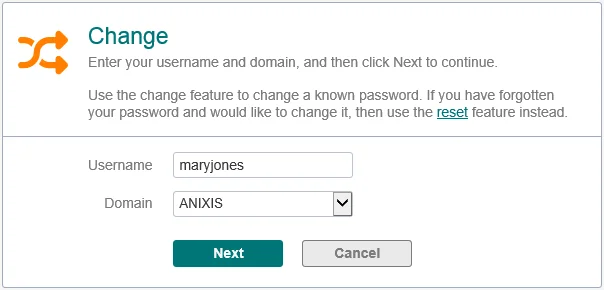 Change
Enter your username and domain, and then click Next to continue.
Use the change feature to change a known password. If you have forgotten
your password and would like to change it, then use the reset feature instead.
Username maryjones
Domain ANIXIS
Next Cancel